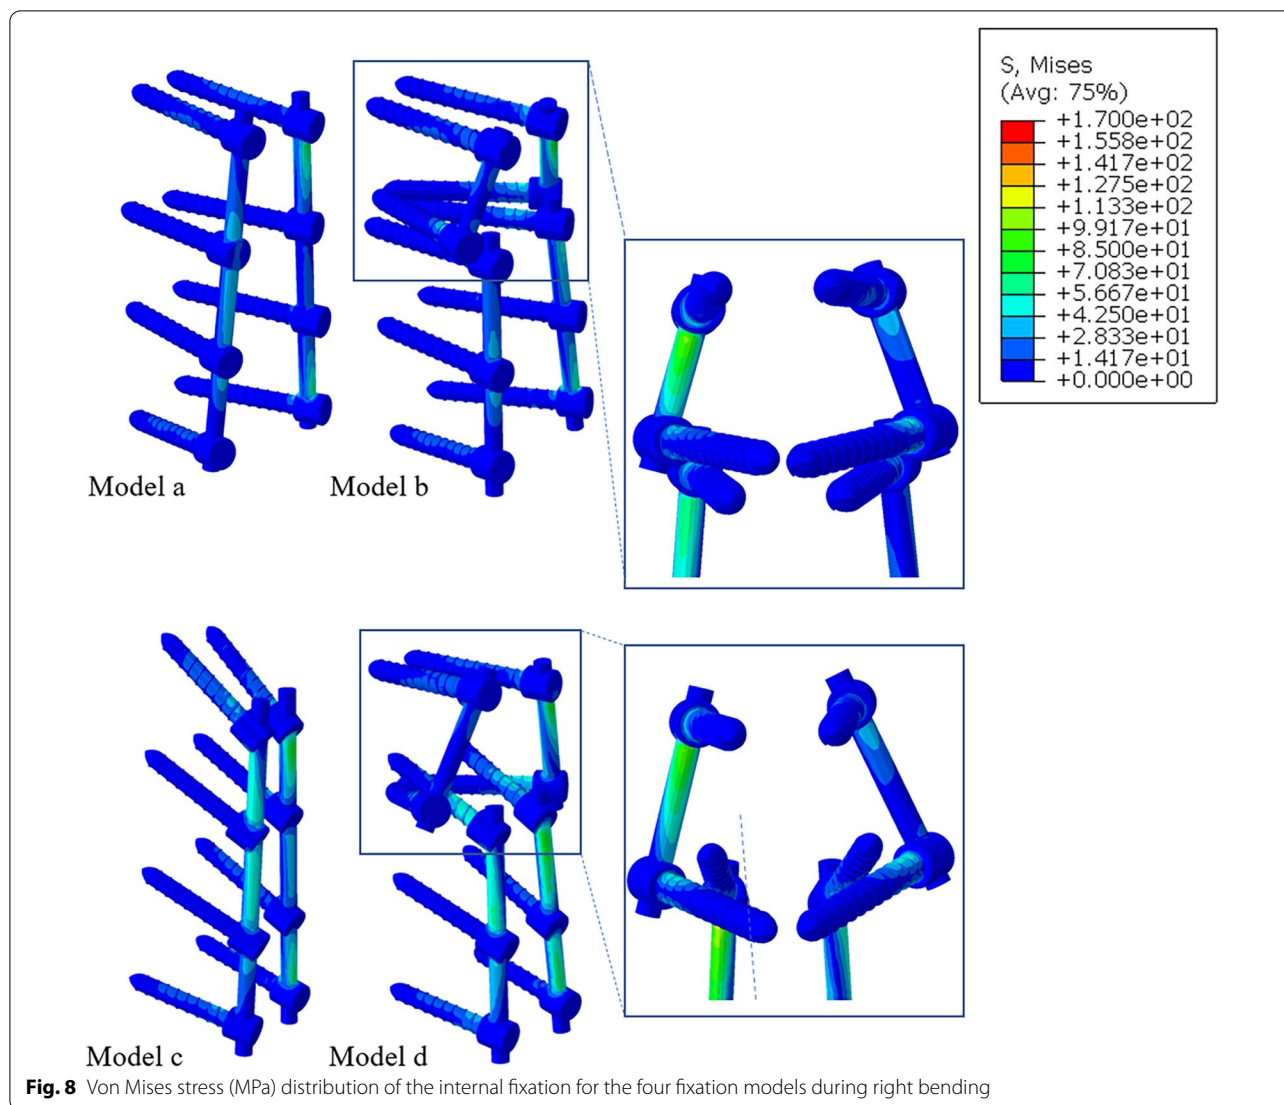 S, Mises
(Avg: 75%)
+1.700e+02
+1.558e+02
+1.417e+02
+1.275e+02
+1.133e+02
+9.917e+01
+8.500e+01
+7.083e+01
+5.667e+01
+4.250e+01
+2.833e+01
+1.417e+01
+0.000e+00
Model a
Model b
Model c
Model d
Fig. 8 Von Mises stress (MPa) distribution of the internal fixation for the four fixation models during right bending